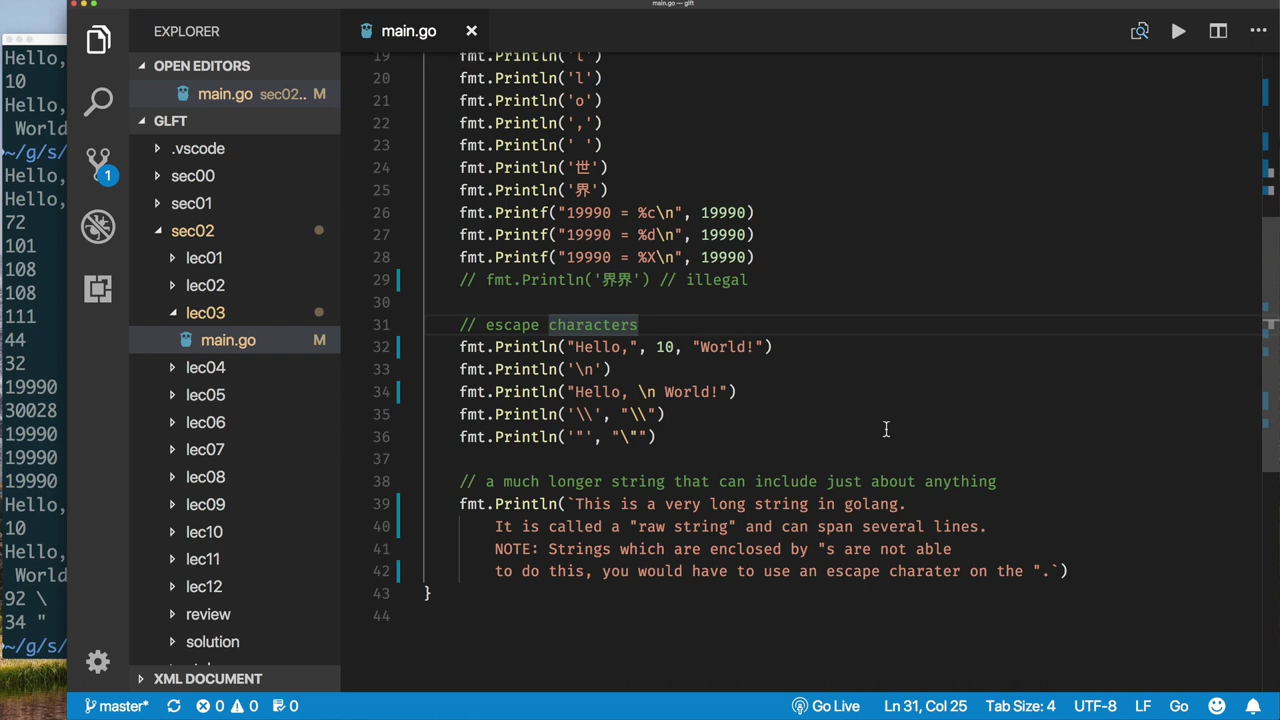 main.go — glft
EXPLORER
main.go
OPEN EDITORS
main.go sec02.. M
GLFT
.vscode
sec00
sec01
sec02
lec01
lec02
lec03
main.go M
lec04
lec05
lec06
lec07
lec08
lec09
lec10
lec11
lec12
review
solution
XML DOCUMENT
1
Hello,
10
Hello,
World
~/g/s/
Hello,
Hello,
72
101
108
108
111
44
32
19990
30028
19990
19990
19990
Hello,
10
Hello,
World
92 \
34 "
~/g/s/
19 fmt.Println('l')
20 fmt.Println('l')
21 fmt.Println('o')
22 fmt.Println(',')
23 fmt.Println(' ')
24 fmt.Println('世')
25 fmt.Println('界')
26 fmt.Printf("19990 = %c\n", 19990)
27 fmt.Printf("19990 = %d\n", 19990)
28 fmt.Printf("19990 = %X\n", 19990)
29 // fmt.Println('界界') // illegal
30
31 // escape characters
32 fmt.Println("Hello,", 10, "World!")
33 fmt.Println('\n')
34 fmt.Println("Hello, \n World!")
35 fmt.Println('\\', "\\")
36 fmt.Println('"', "\"")
37
38 // a much longer string that can include just about anything
39 fmt.Println(`This is a very long string in golang.
40 It is called a "raw string" and can span several lines.
41 NOTE: Strings which are enclosed by "s are not able
42 to do this, you would have to use an escape charater on the ".`)
43 }
44
master* 0 0 0
Go Live Ln 31, Col 25 Tab Size: 4 UTF-8 LF Go